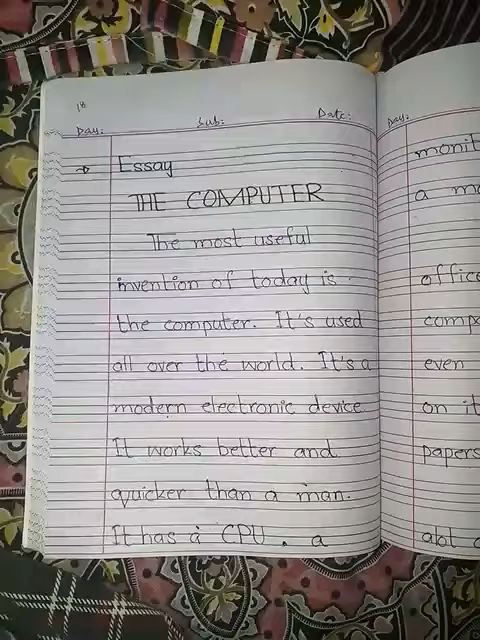 Day: Sub: Date:
→ Essay
THE COMPUTER
The most useful
invention of today is -
the computer. It's used
all over the world. It's a
modern electronic device
It works better and
quicker than a man.
It has a CPU. a
Day:
monit
a mo
office
comp
even
on it
papers
abt